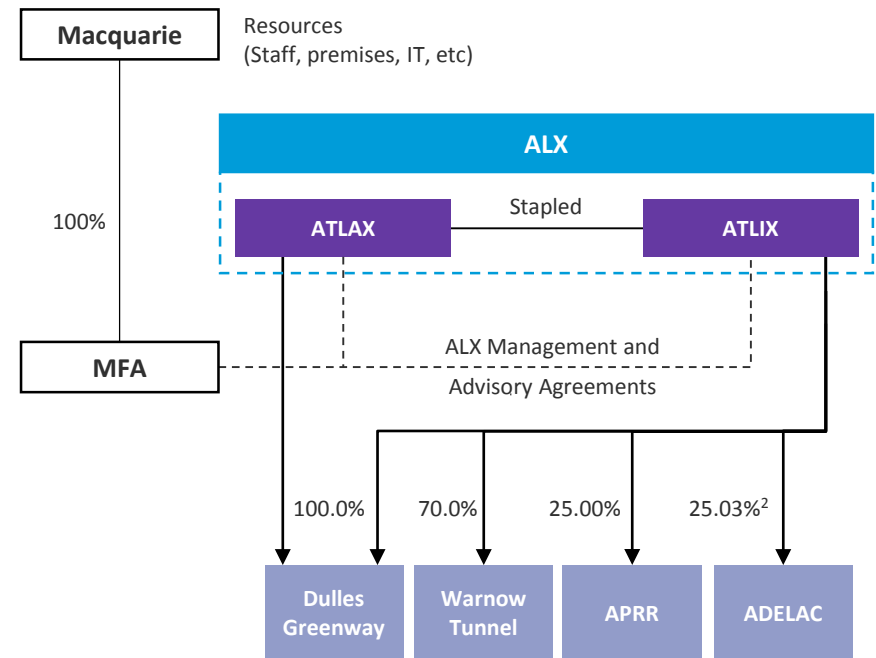 Macquarie
Resources
(Staff, premises, IT, etc)
ALX
100%
ATLAX
Stapled
ATLIX
MFA
ALX Management and
Advisory Agreements
100.0%
70.0%
25.00%
25.03%²
Dulles
Greenway
Warnow
Tunnel
APRR
ADELAC